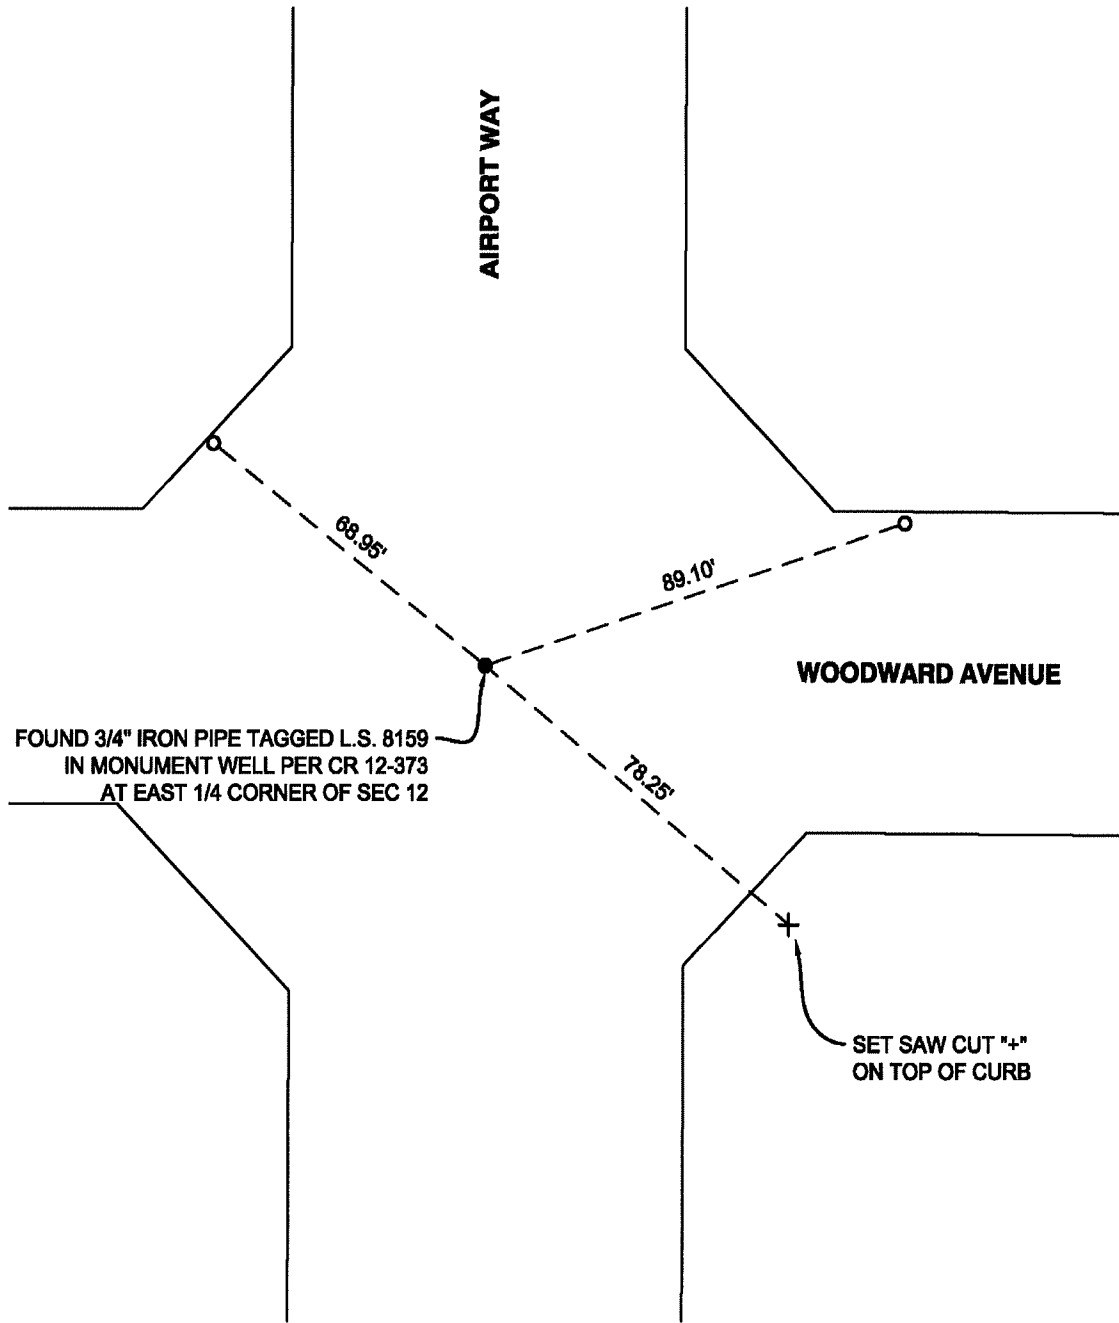 AIRPORT WAY
68.95'
89.10'
WOODWARD AVENUE
FOUND 3/4" IRON PIPE TAGGED L.S. 8159
IN MONUMENT WELL PER CR 12-373
AT EAST 1/4 CORNER OF SEC 12
78.25'
SET SAW CUT "+"
ON TOP OF CURB